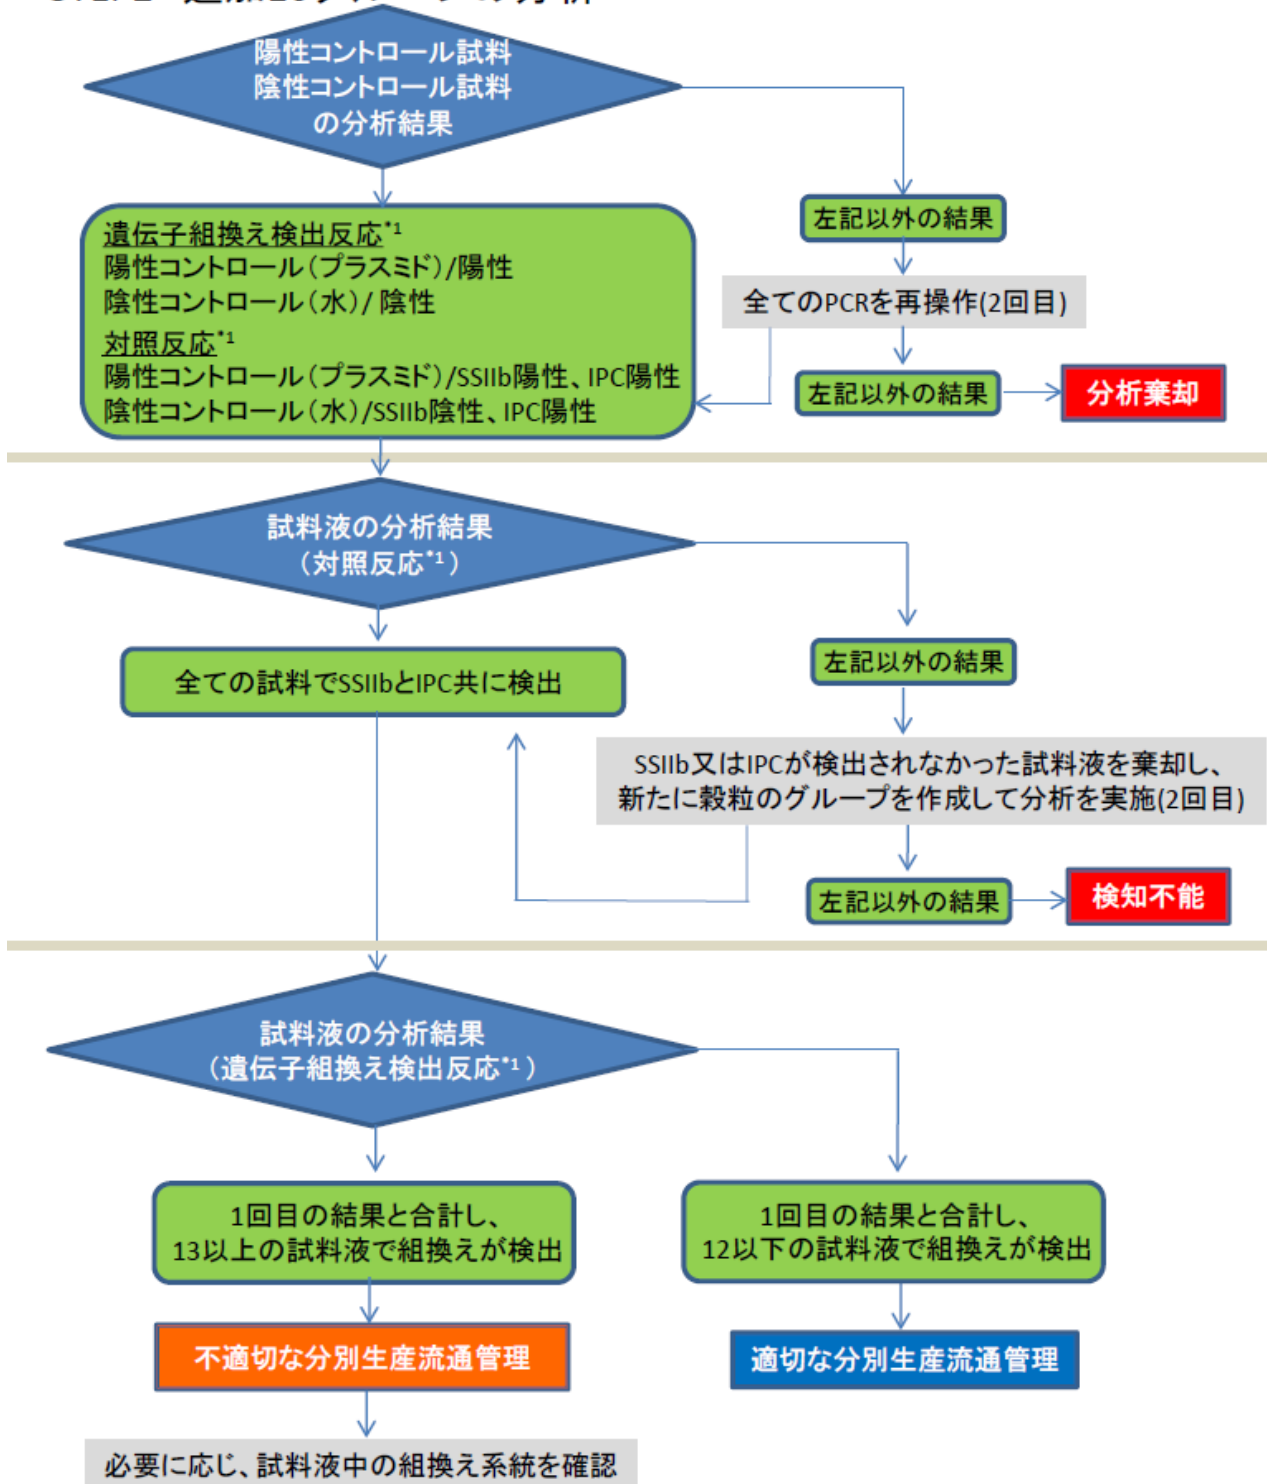 陽性コントロール試料
陰性コントロール試料
の分析結果
遺伝子組換え検出反応*1
陽性コントロール(プラスミド)/陽性
陰性コントロール(水)/ 陰性
対照反応*1
陽性コントロール(プラスミド)/SSIIb陽性、IPC陽性
陰性コントロール(水)/SSIIb陰性、IPC陽性
左記以外の結果
全てのPCRを再操作(2回目)
左記以外の結果
分析棄却
試料液の分析結果
(対照反応*1)
全ての試料でSSIIbとIPC共に検出
左記以外の結果
SSIIb又はIPCが検出されなかった試料液を棄却し、
新たに穀粒のグループを作成して分析を実施(2回目)
左記以外の結果
検知不能
試料液の分析結果
(遺伝子組換え検出反応*1)
1回目の結果と合計し、
13以上の試料液で組換えが検出
1回目の結果と合計し、
12以下の試料液で組換えが検出
不適切な分別生産流通管理
適切な分別生産流通管理
必要に応じ、試料液中の組換え系統を確認